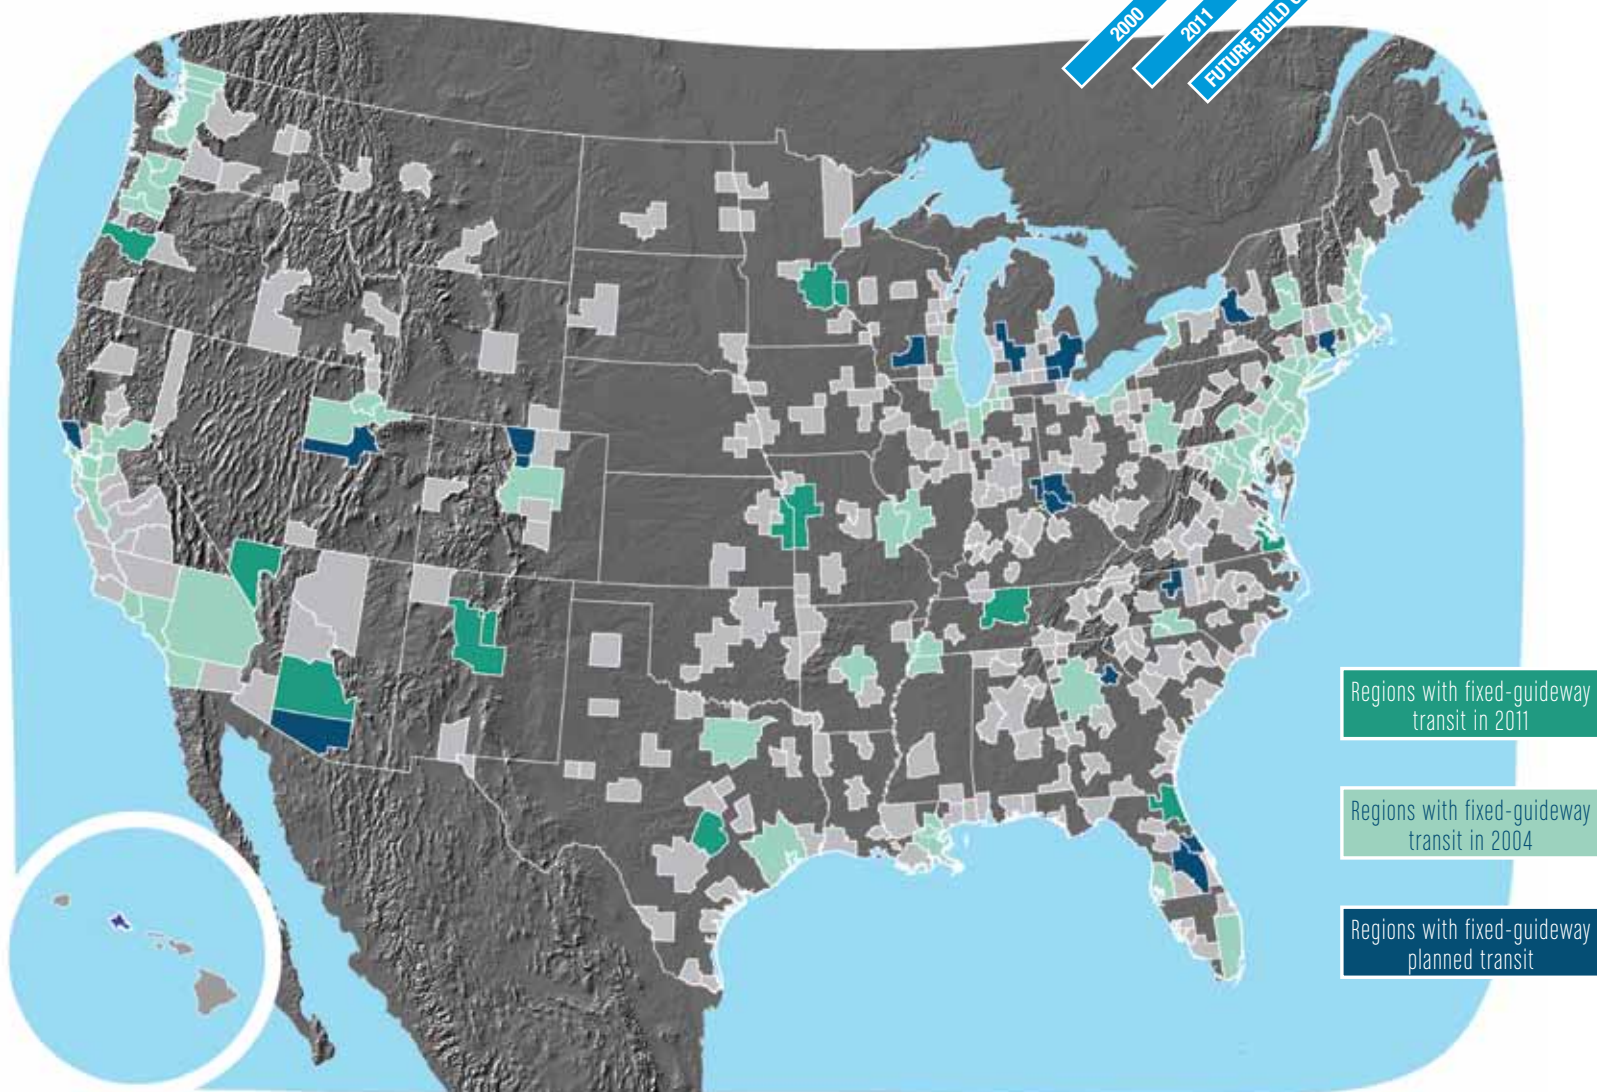 2000
2011
FUTURE BUILD
Regions with fixed-guideway
transit in 2011
Regions with fixed-guideway
transit in 2004
Regions with fixed-guideway
planned transit